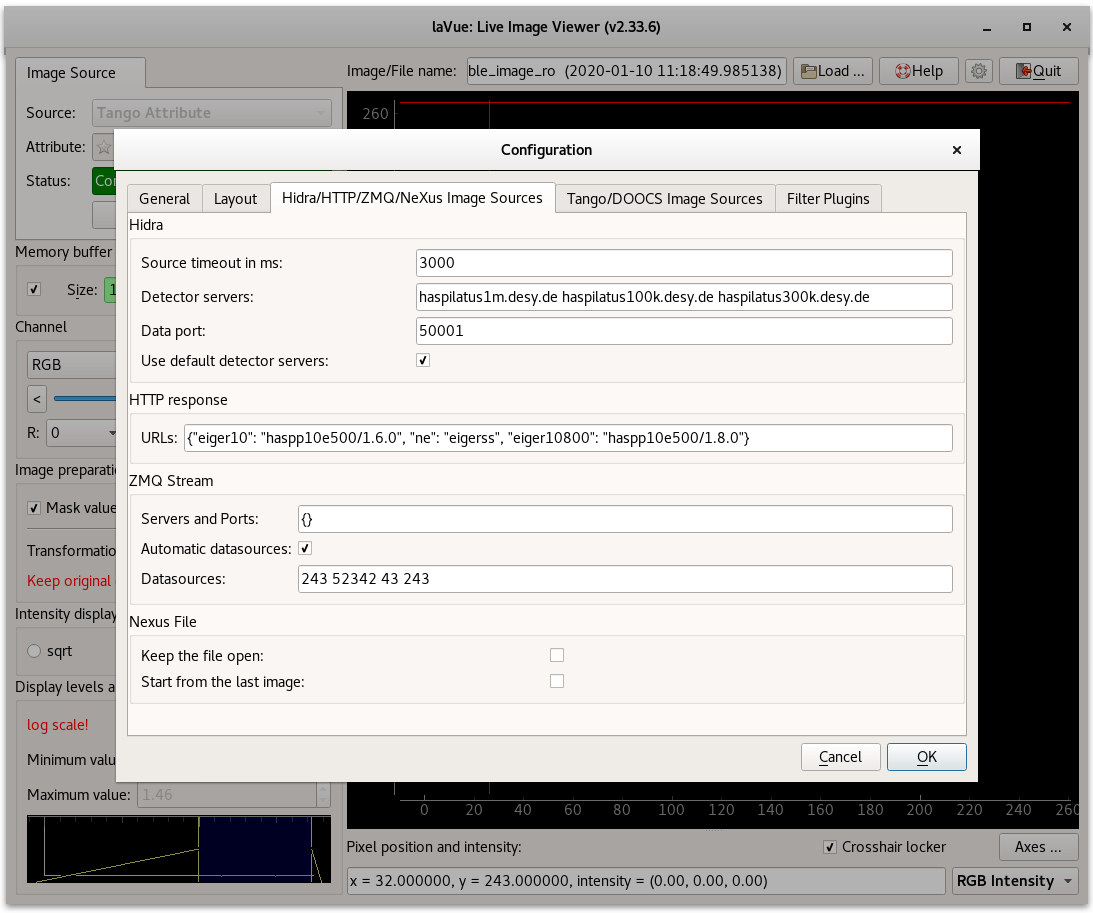 laVue: Live Image Viewer (v2.33.6)
Image Source
Image/File name: ble_image_ro (2020-01-10 11:18:49.985138) Load ... Help Quit
Source: Tango Attribute
260
Attribute:
Configuration
Status:
General Layout Hidra/HTTP/ZMQ/NeXus Image Sources Tango/DOOCS Image Sources Filter Plugins
Hidra
Memory buffer
Source timeout in ms: 3000
Size: 1
Detector servers: haspilatus1m.desy.de haspilatus100k.desy.de haspilatus300k.desy.de
Channel
Data port: 50001
RGB
Use default detector servers:
<
HTTP response
R: 0
URLs: {"eiger10": "haspp10e500/1.6.0", "ne": "eigerss", "eiger10800": "haspp10e500/1.8.0"}
Image preparati
ZMQ Stream
Mask value
Servers and Ports: {}
Transformatio
Automatic datasources:
Keep original
Datasources: 243 52342 43 243
Intensity display
Nexus File
sqrt
Keep the file open:
Start from the last image:
Display levels a
log scale!
Minimum valu
Cancel OK
Maximum value: 1.46
0 20 40 60 80 100 120 140 160 180 200 220 240 260
Pixel position and intensity: Crosshair locker Axes ...
x = 32.000000, y = 243.000000, intensity = (0.00, 0.00, 0.00) RGB Intensity